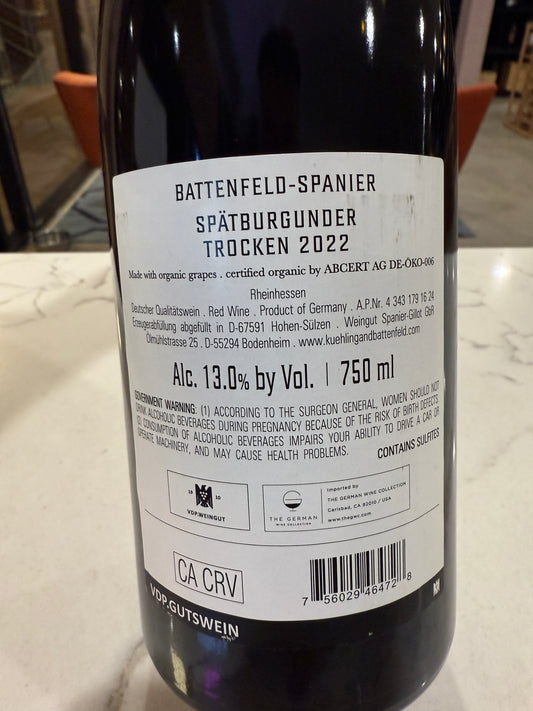 BATTENFELD-SPANIER
SPÄTBURGUNDER
TROCKEN 2022
Made with organic grapes . certified organic by ABCERT AG DE-ÖKO-006
Rheinhessen
Deutscher Qualitätswein . Red Wine . Product of Germany . A.P.Nr. 4 343 179 16 24
Erzeugerabfüllung abgefüllt in D-67591 Hohen-Sülzen . Weingut Spanier-Gillot GbR
Ölmühlstrasse 25 . D-55294 Bodenheim . www.kuehlingandbattenfeld.com
Alc. 13.0% by Vol. | 750 ml
GOVERNMENT WARNING: (1) ACCORDING TO THE SURGEON GENERAL, WOMEN SHOULD NOT
DRINK ALCOHOLIC BEVERAGES DURING PREGNANCY BECAUSE OF THE RISK OF BIRTH DEFECTS.
(2) CONSUMPTION OF ALCOHOLIC BEVERAGES IMPAIRS YOUR ABILITY TO DRIVE A CAR OR
OPERATE MACHINERY, AND MAY CAUSE HEALTH PROBLEMS.
CONTAINS SULFITES
19 10
VDP.WEINGUT
THE GERMAN
WINE COLLECTION
Imported by
THE GERMAN WINE COLLECTION
Carlsbad, CA 92010 / USA
www.thegwc.com
CA CRV
7 56029 46472 8
VDP.GUTSWEIN